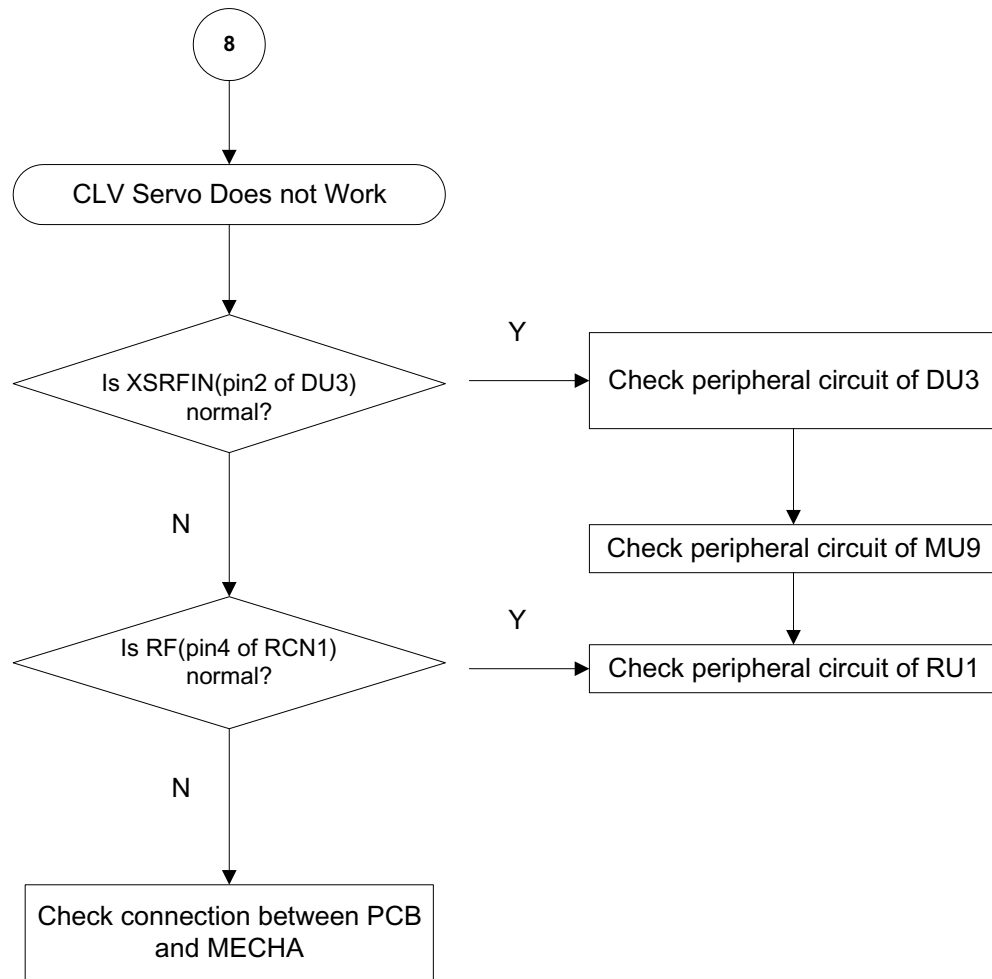 8
CLV Servo Does not Work
Is XSRFIN(pin2 of DU3)
normal?
Y
Check peripheral circuit of DU3
N
Check peripheral circuit of MU9
Is RF(pin4 of RCN1)
normal?
Y
Check peripheral circuit of RU1
N
Check connection between PCB
and MECHA